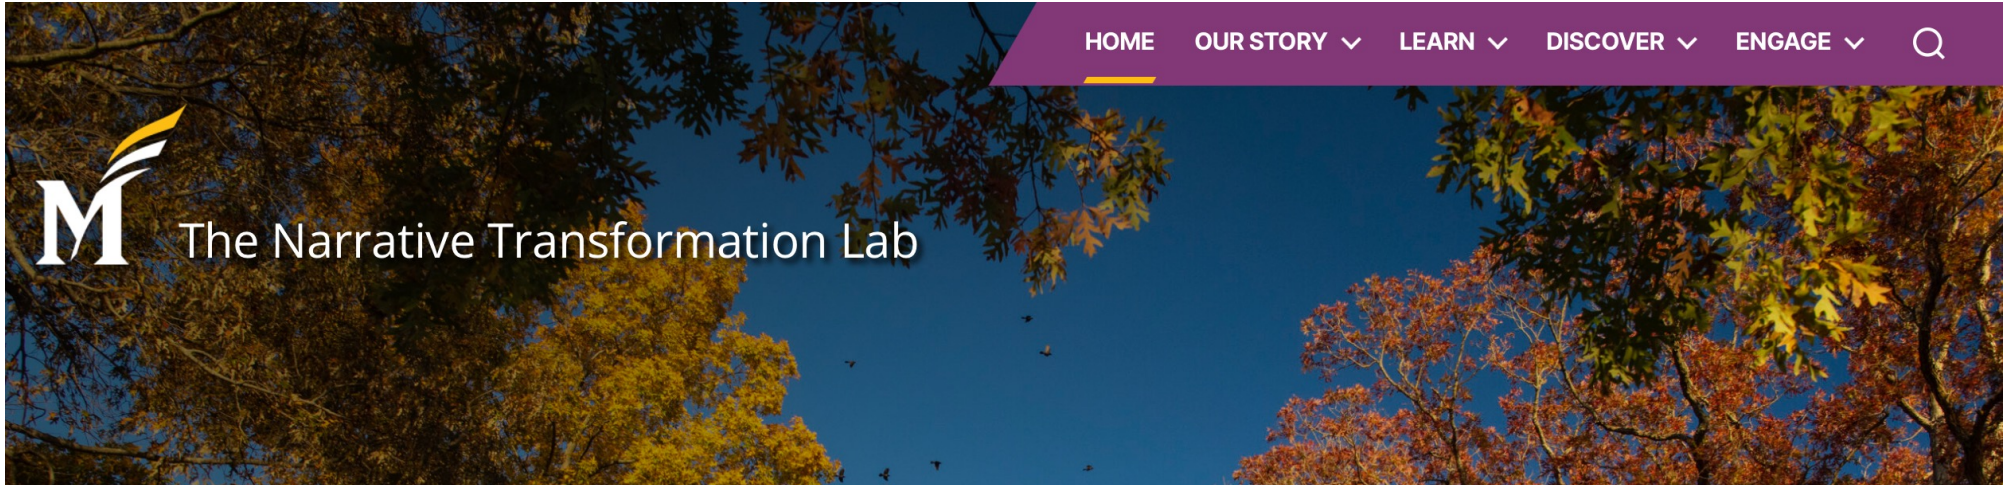 HOME OUR STORY LEARN DISCOVER ENGAGE
M
The Narrative Transformation Lab